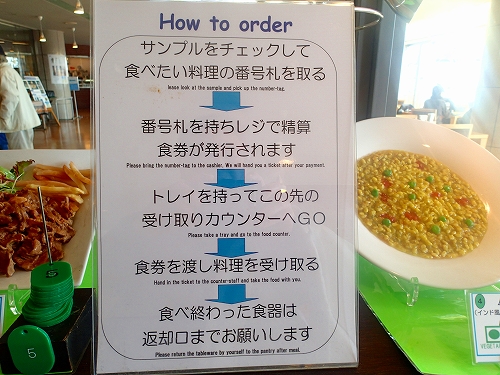 How to order
サンプルをチェックして
食べたい料理の番号札を取る
lease look at the sample and pick up the number-tag.
番号札を持ちレジで精算
食券が発行されます
Please bring the number-tag to the cashier. We will hand you a ticket after your payment.
トレイを持ってこの先の
受け取りカウンターへGO
Please take a tray and go to the food counter.
食券を渡し料理を受け取る
Hand in the ticket to the counter-staff and take the food with you.
食べ終わった食器は
返却口までお願いします
Please return the tableware by yourself to the pantry after meal.
5
5
4
(インド風
VEGETA